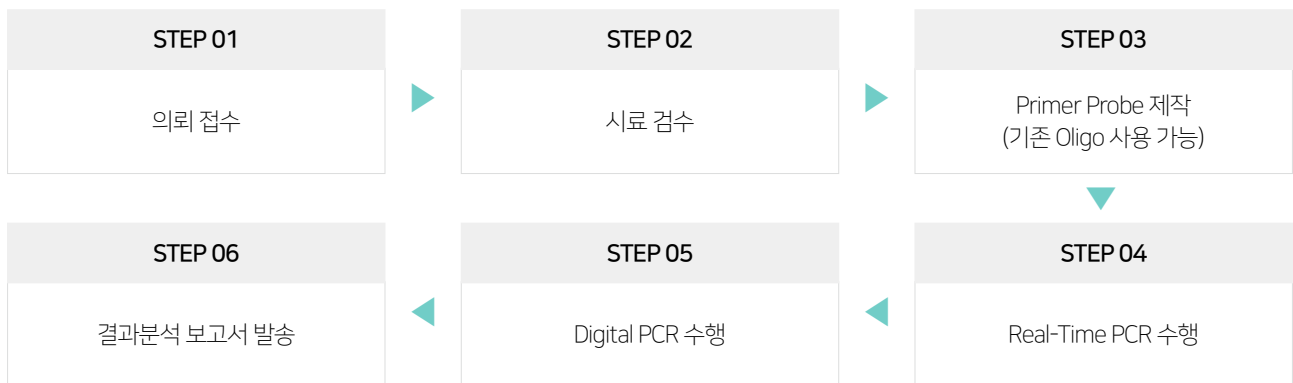 STEP 01
의뢰 접수
STEP 02
시료 검수
STEP 03
Primer Probe 제작
(기존 Oligo 사용 가능)
STEP 04
Real-Time PCR 수행
STEP 05
Digital PCR 수행
STEP 06
결과분석 보고서 발송